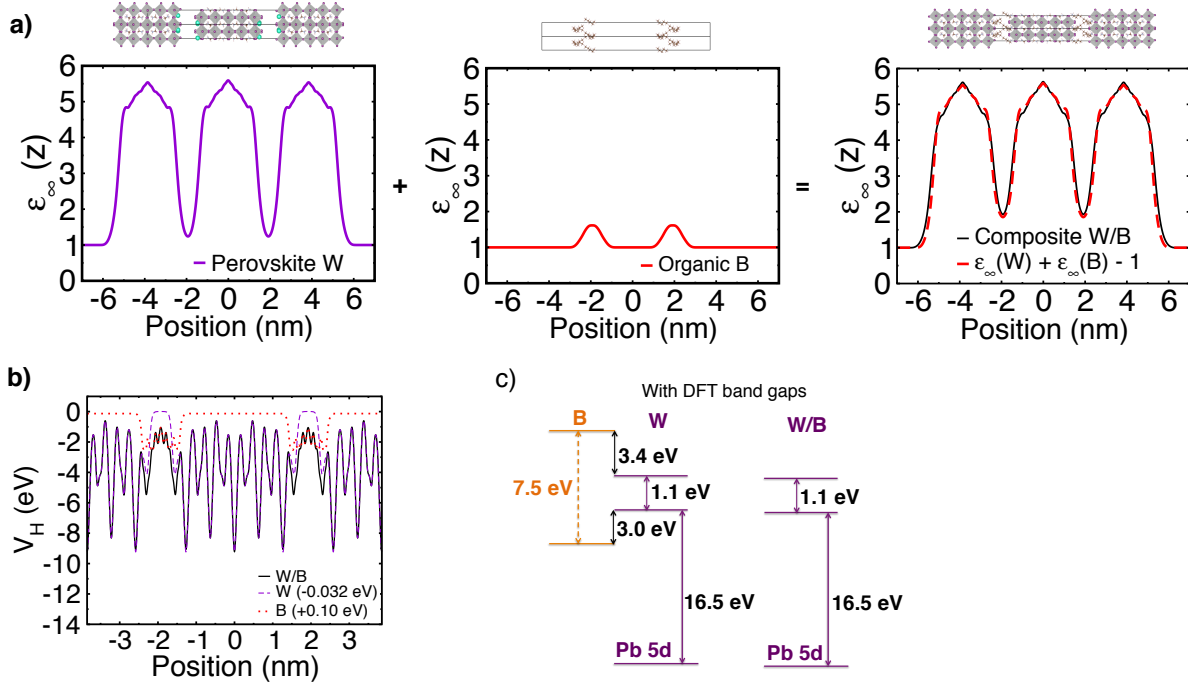 a)
6
5
4
3
2
1
0
ε∞ (z)
-6 -4 -2 0 2 4 6
Position (nm)
Perovskite W
+
6
5
4
3
2
1
0
ε∞ (z)
-6 -4 -2 0 2 4 6
Position (nm)
Organic B
=
6
5
4
3
2
1
0
ε∞ (z)
-6 -4 -2 0 2 4 6
Position (nm)
Composite W/B
ε∞(W) + ε∞(B) - 1
b)
0
-2
-4
-6
-8
-10
-12
-14
V_H (eV)
-3 -2 -1 0 1 2 3
Position (nm)
W/B
W (-0.032 eV)
B (+0.10 eV)
c)
With DFT band gaps
B W W/B
3.4 eV
7.5 eV
1.1 eV
1.1 eV
3.0 eV
16.5 eV
16.5 eV
Pb 5d
Pb 5d